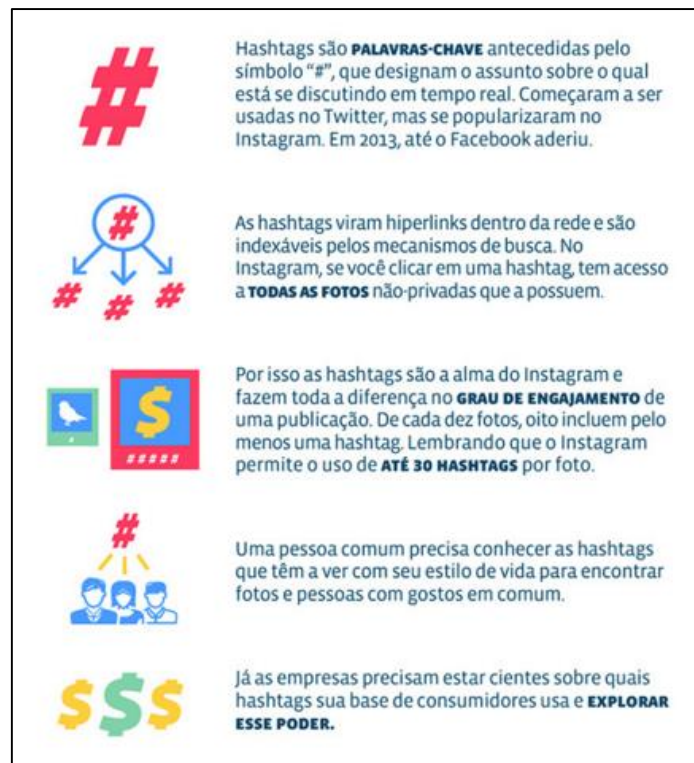 Hashtags são PALAVRAS-CHAVE antecedidas pelo
símbolo “#”, que designam o assunto sobre o qual
está se discutindo em tempo real. Começaram a ser
usadas no Twitter, mas se popularizaram no
Instagram. Em 2013, até o Facebook aderiu.
As hashtags viram hiperlinks dentro da rede e são
indexáveis pelos mecanismos de busca. No
Instagram, se você clicar em uma hashtag, tem acesso
a TODAS AS FOTOS não-privadas que a possuem.
Por isso as hashtags são a alma do Instagram e
fazem toda a diferença no GRAU DE ENGAJAMENTO de
uma publicação. De cada dez fotos, oito incluem pelo
menos uma hashtag. Lembrando que o Instagram
permite o uso de ATÉ 30 HASHTAGS por foto.
Uma pessoa comum precisa conhecer as hashtags
que têm a ver com seu estilo de vida para encontrar
fotos e pessoas com gostos em comum.
Já as empresas precisam estar cientes sobre quais
hashtags sua base de consumidores usa e EXPLORAR
ESSE PODER.